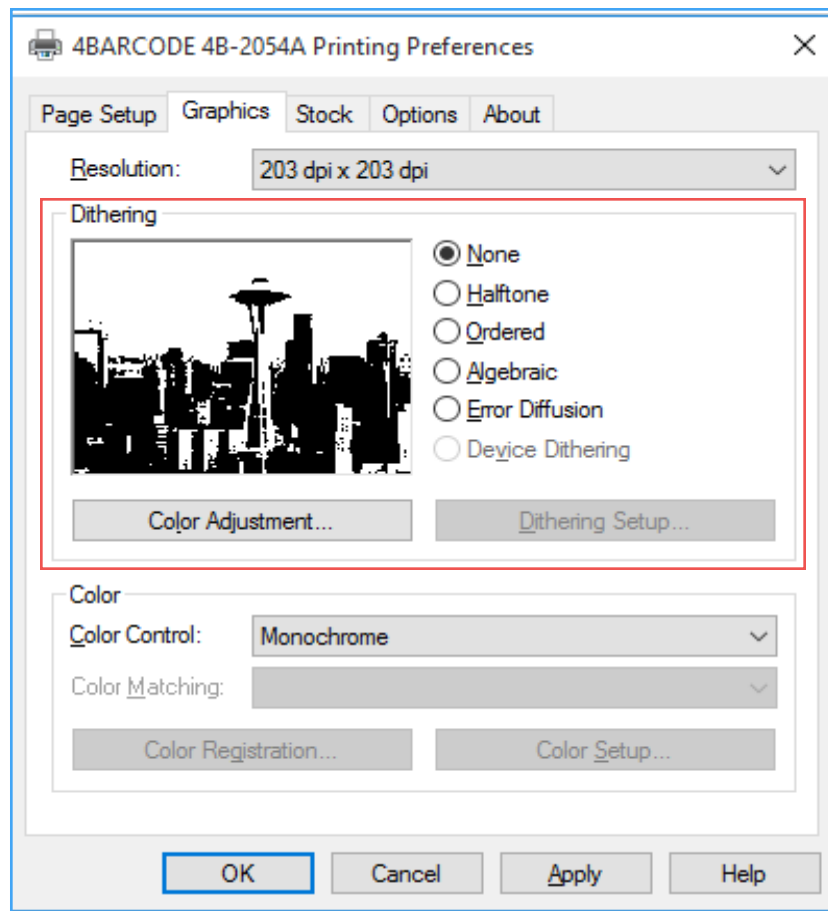 4BARCODE 4B-2054A Printing Preferences
Page Setup Graphics Stock Options About
Resolution: 203 dpi x 203 dpi
Dithering
None
Halftone
Ordered
Algebraic
Error Diffusion
Device Dithering
Color Adjustment... Dithering Setup...
Color
Color Control: Monochrome
Color Matching:
Color Registration... Color Setup...
OK Cancel Apply Help